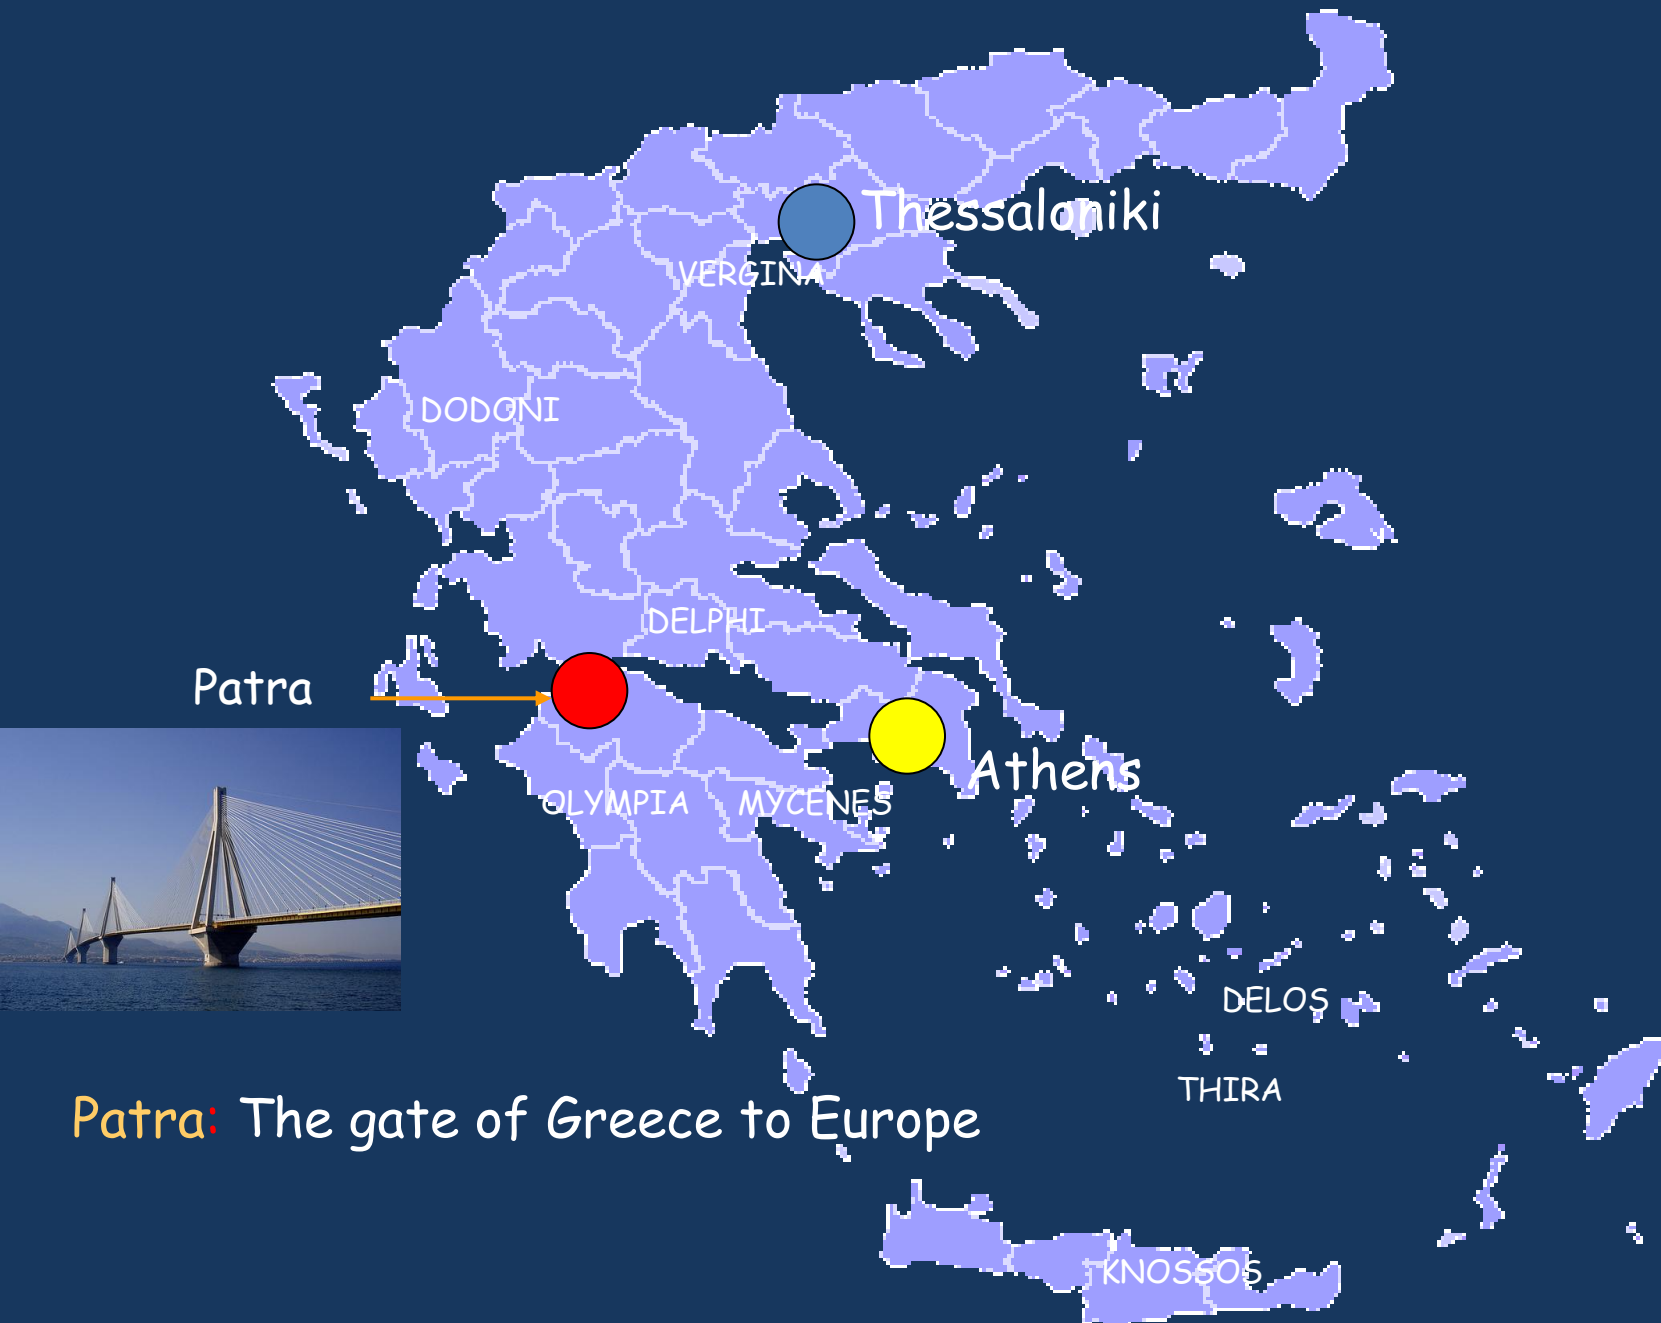 Thessaloniki
VERGINA
DODONI
DELPHI
Patra
Athens
OLYMPIA
MYCENES
DELOS
THIRA
Patra: The gate of Greece to Europe
KNOSSOS